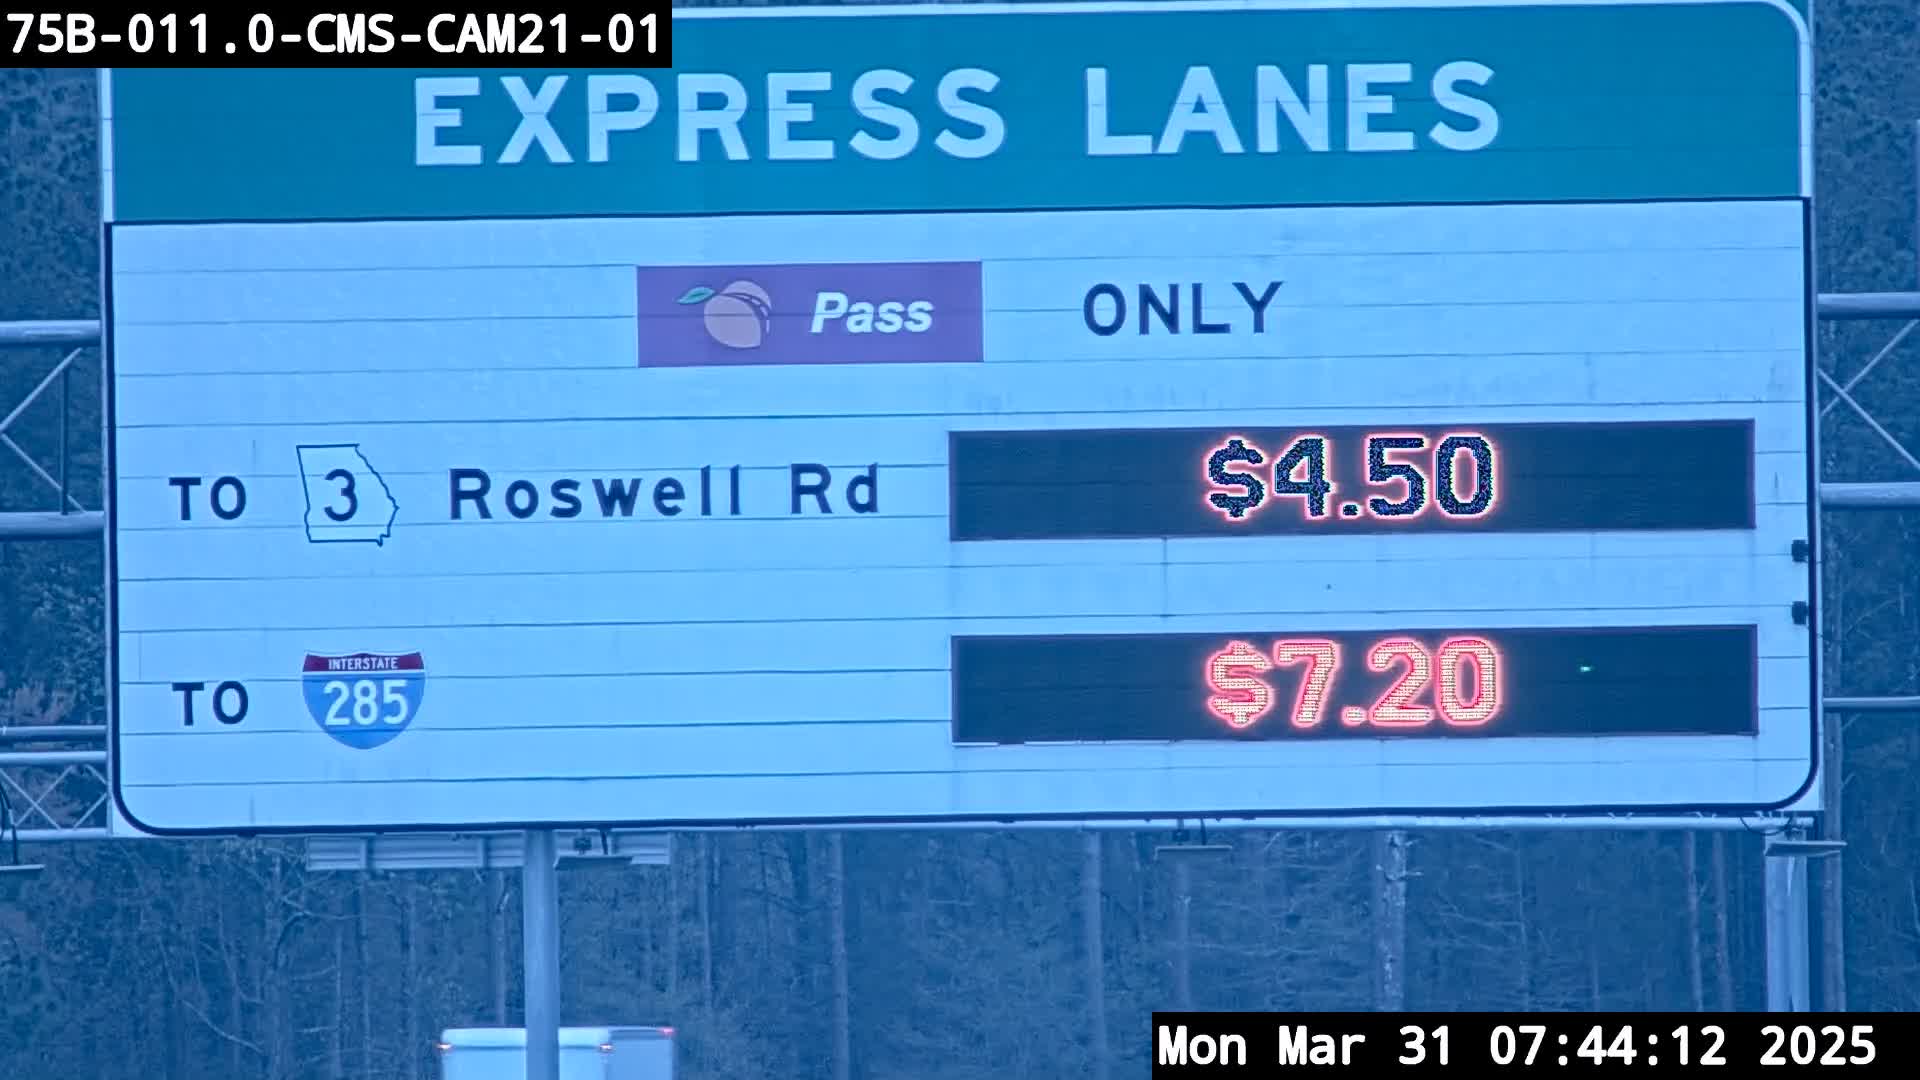 75B-011.0-CMS-CAM21-01
EXPRESS LANES
Pass ONLY
TO 3 Roswell Rd $4.50
TO INTERSTATE 285 $7.20
Mon Mar 31 07:44:12 2025